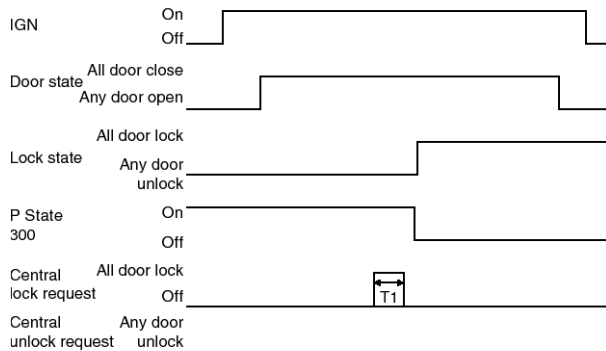 IGN
On
Off
Door state
All door close
Any door open
Lock state
All door lock
Any door
unlock
P State
300
On
Off
Central
lock request
All door lock
Off
T1
Central
unlock request
Any door
unlock